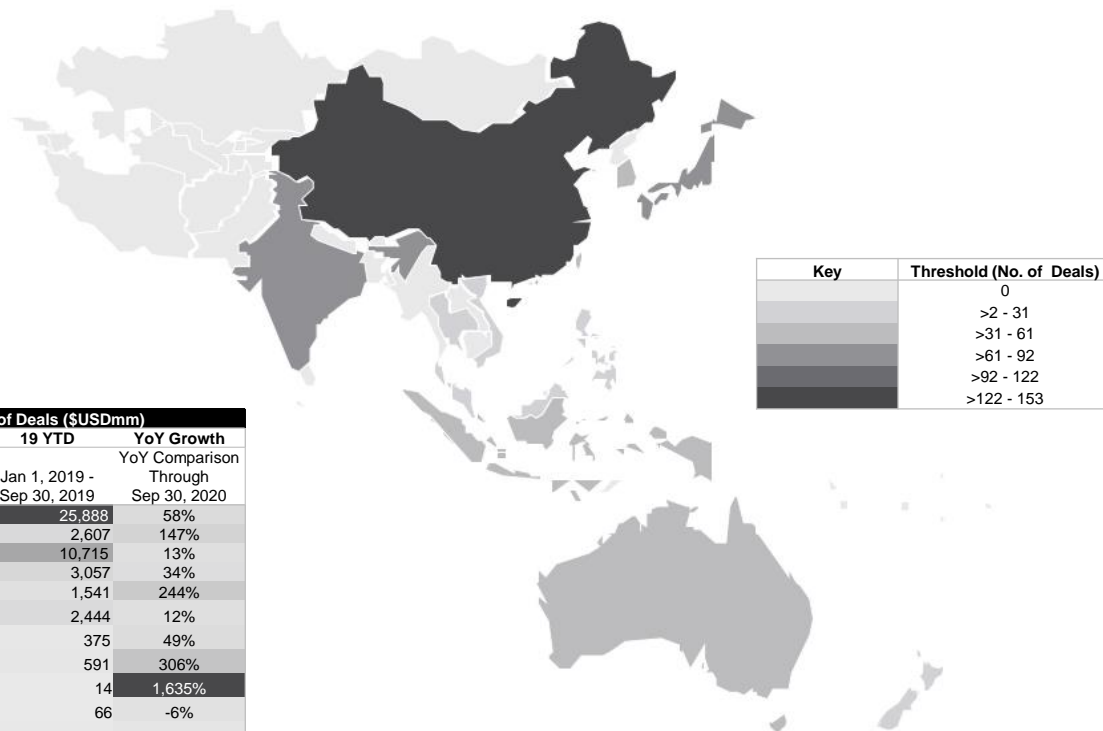 Key Threshold (No. of Deals)
0
>2 - 31
>31 - 61
>61 - 92
>92 - 122
>122 - 153
of Deals ($USDmm)
19 YTD YoY Growth
Jan 1, 2019 - Sep 30, 2019 YoY Comparison Through Sep 30, 2020
25,888 58%
2,607 147%
10,715 13%
3,057 34%
1,541 244%
2,444 12%
375 49%
591 306%
14 1,635%
66 -6%